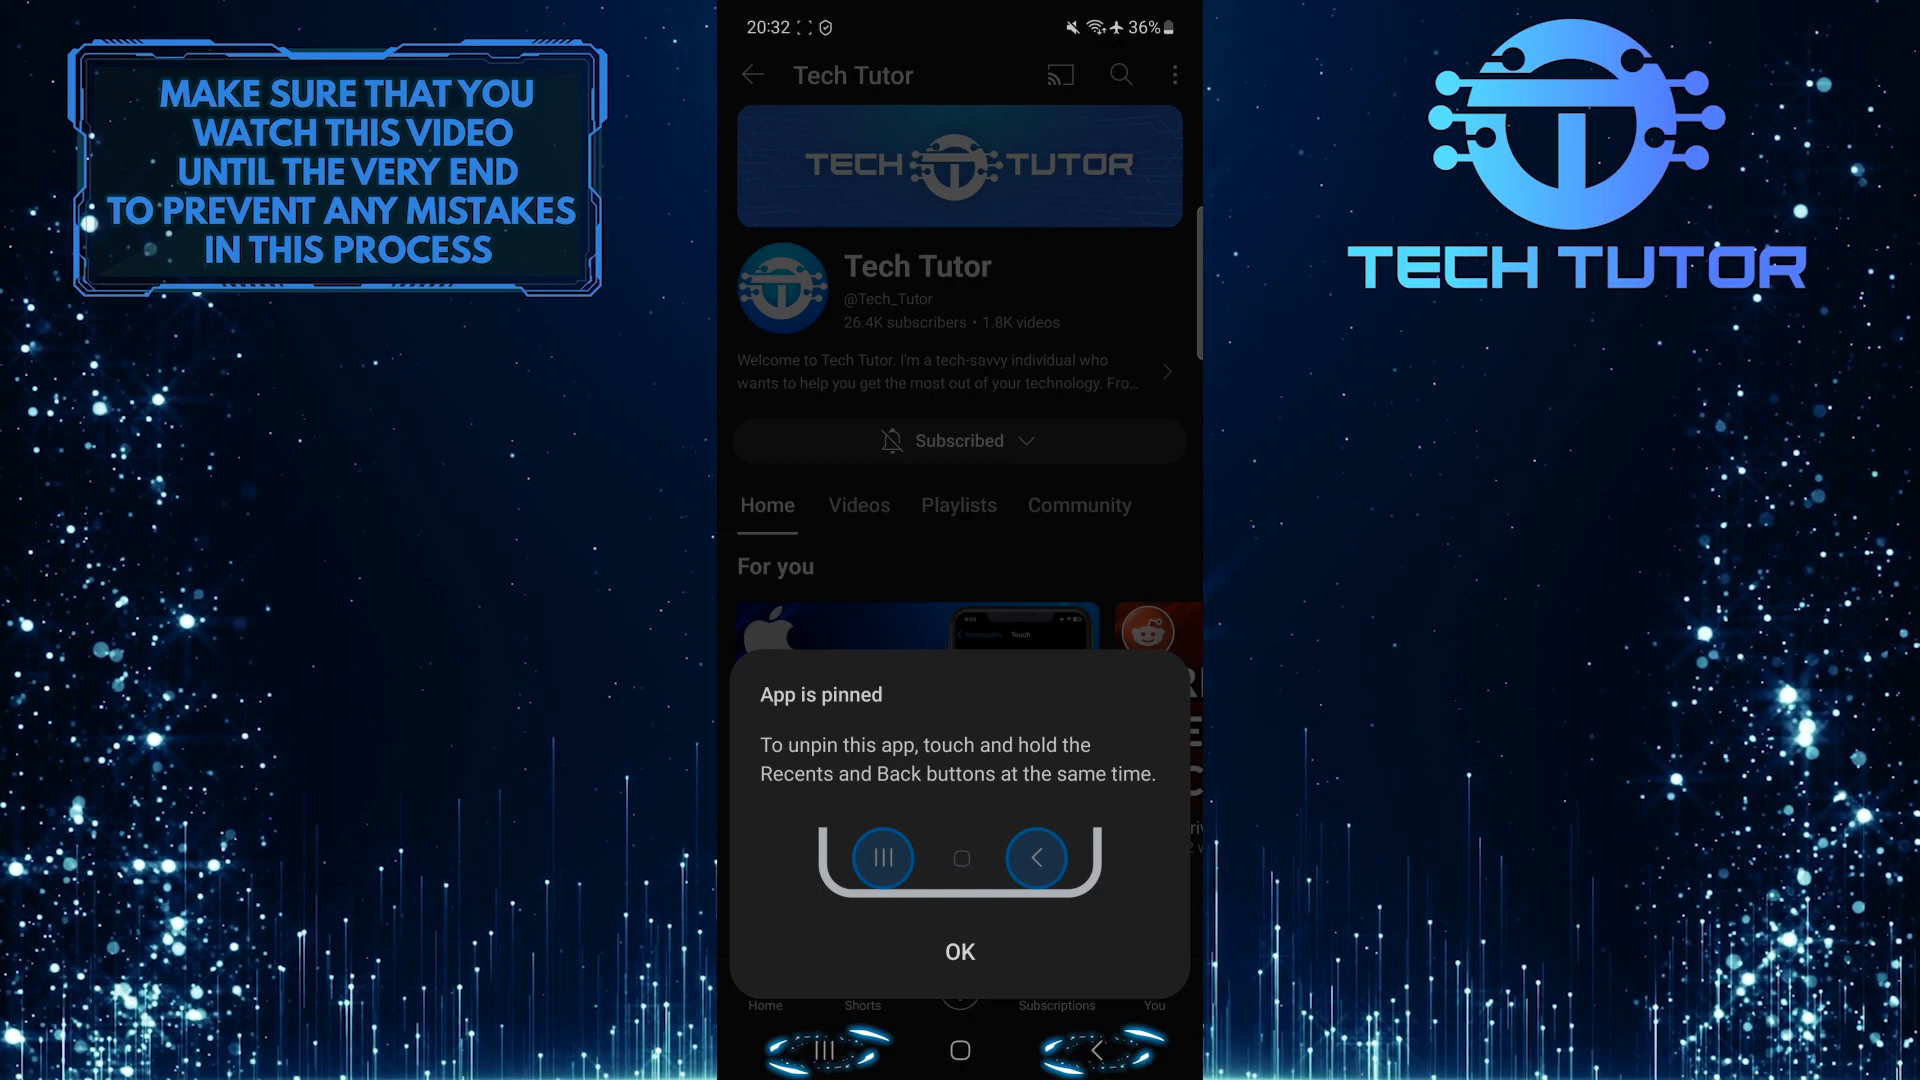 MAKE SURE THAT YOU
WATCH THIS VIDEO
UNTIL THE VERY END
TO PREVENT ANY MISTAKES
IN THIS PROCESS
20:32
36%
Tech Tutor
TECH TUTOR
Tech Tutor
@Tech_Tutor
26.4K subscribers • 1.8K videos
Welcome to Tech Tutor. I'm a tech-savvy individual who
wants to help you get the most out of your technology. Fro...
Subscribed
Home Videos Playlists Community
For you
Touch
App is pinned
To unpin this app, touch and hold the
Recents and Back buttons at the same time.
OK
Home Shorts Subscriptions You
TECH TUTOR